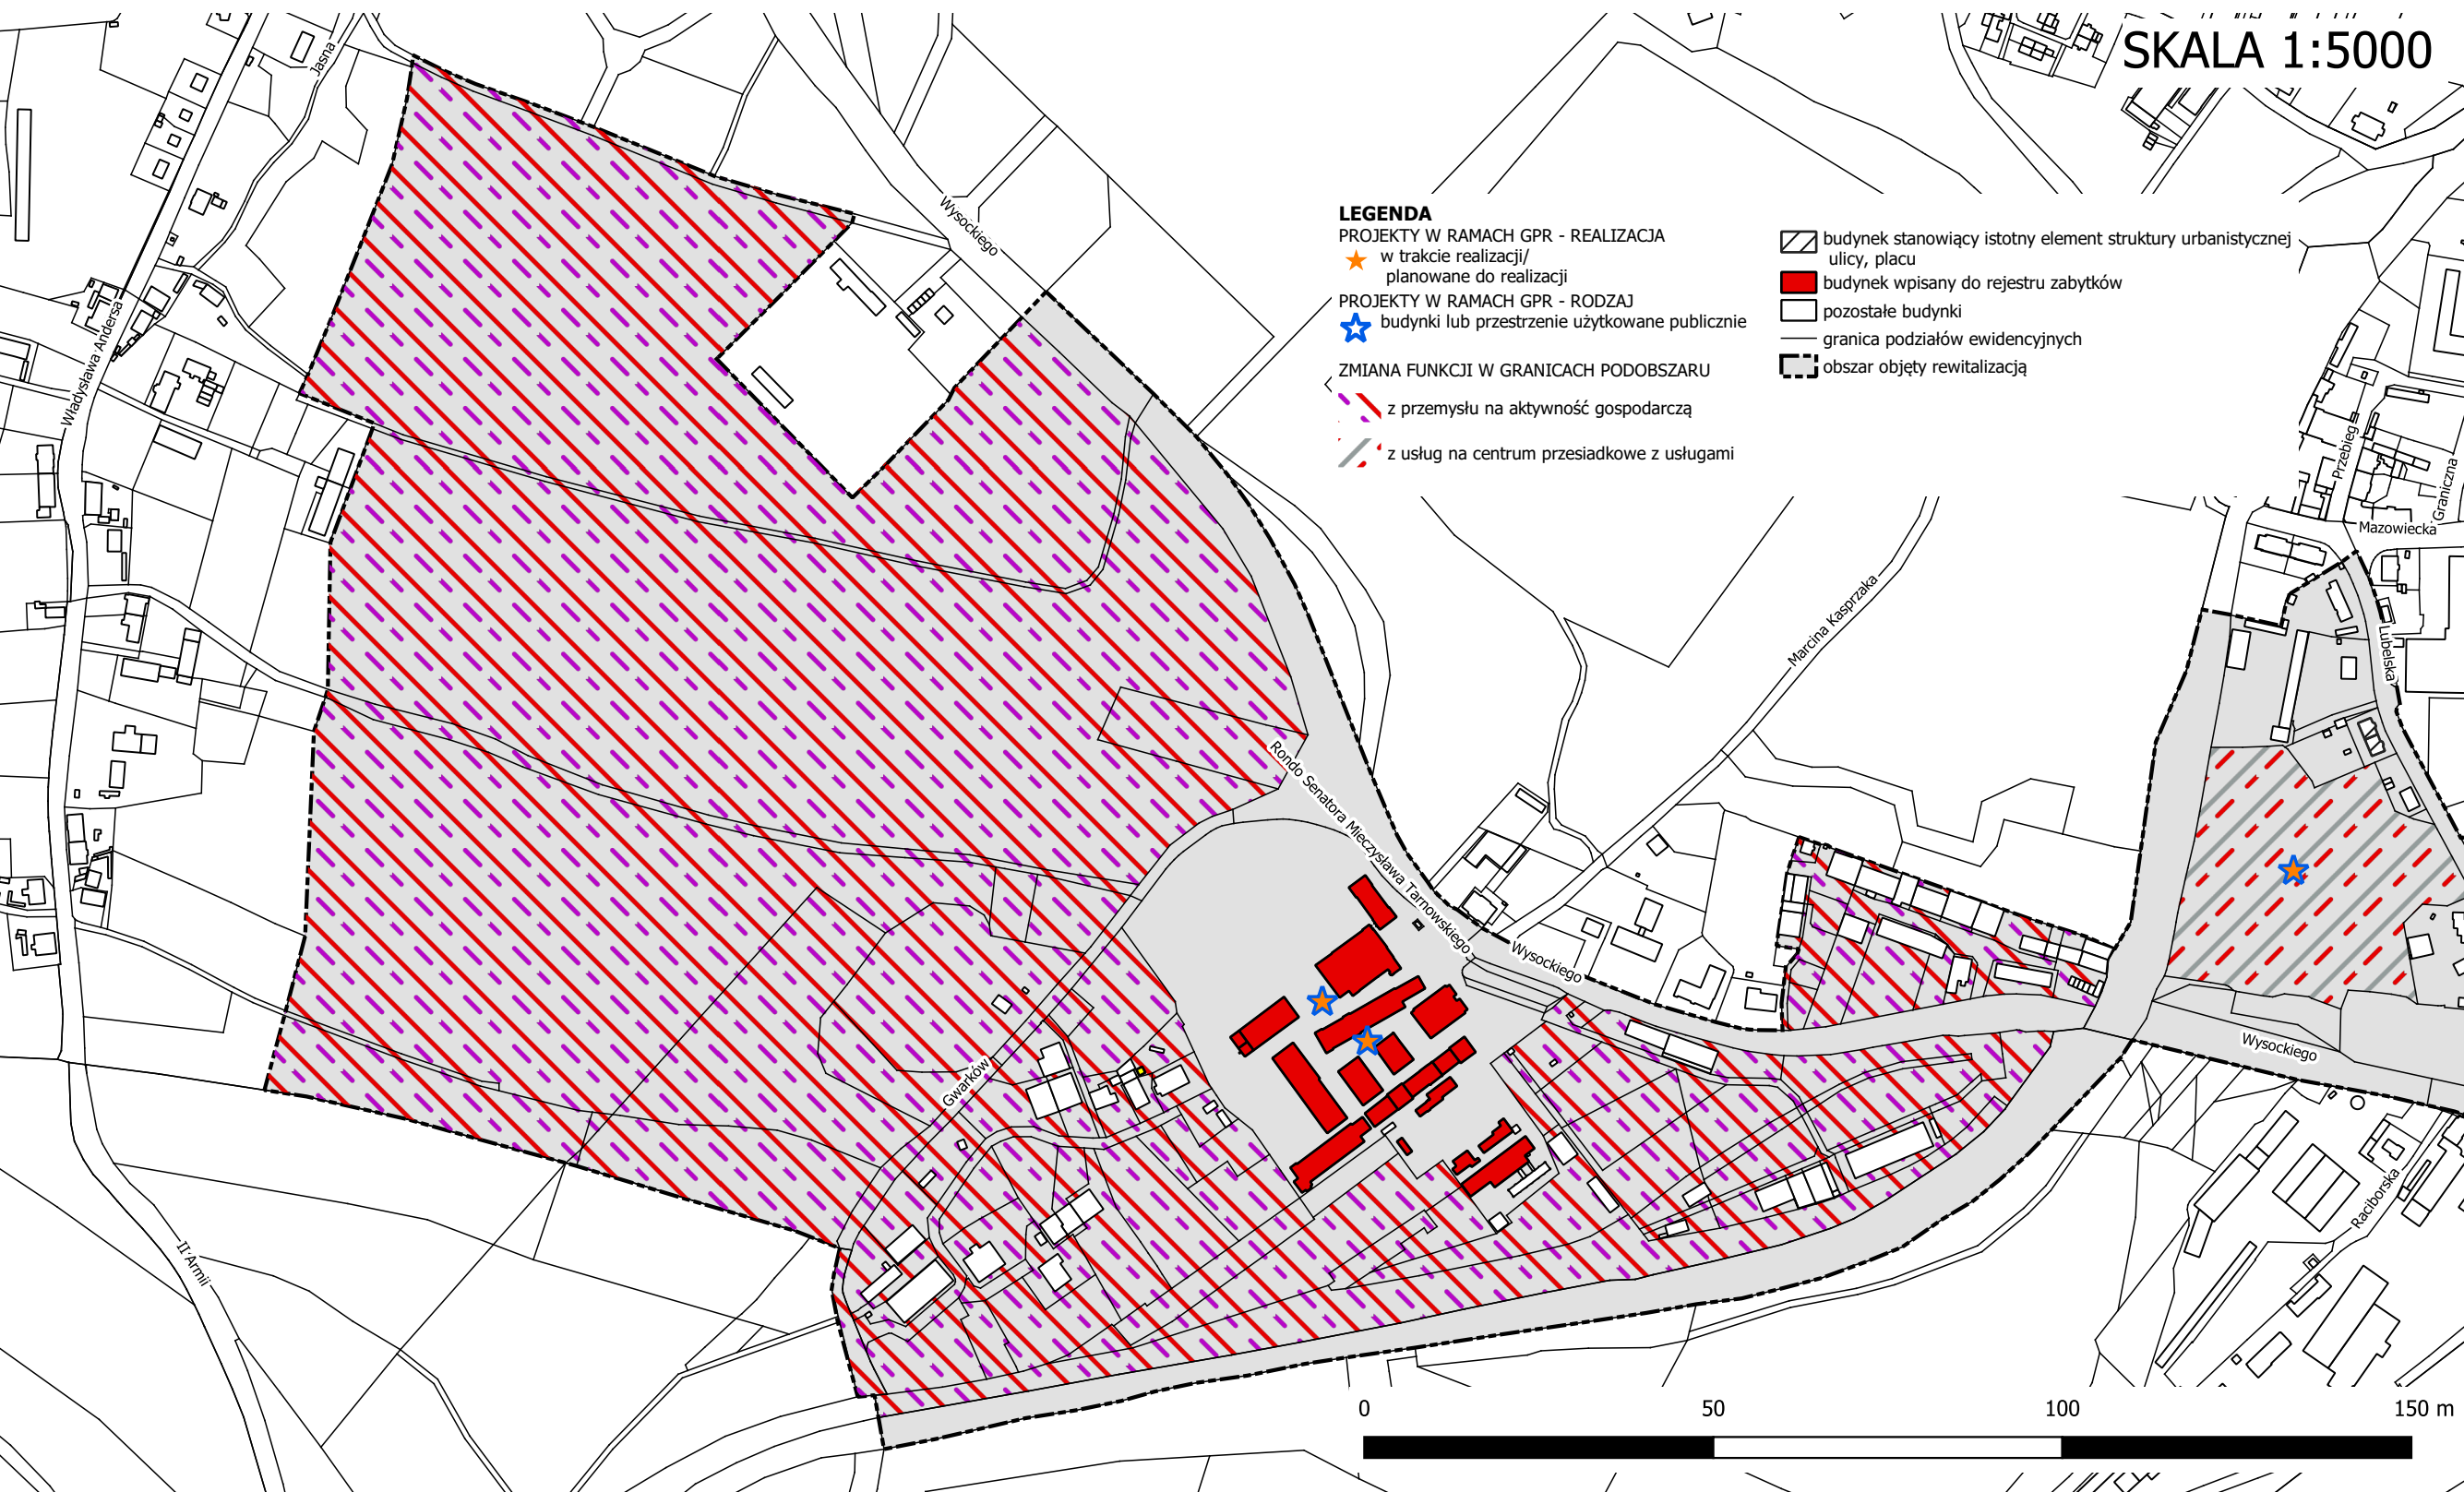 SKALA 1:5000
LEGENDA
PROJEKTY W RAMACH GPR - REALIZACJA
w trakcie realizacji/
planowane do realizacji
PROJEKTY W RAMACH GPR - RODZAJ
budynki lub przestrzenie użytkowane publicznie
ZMIANA FUNKCJI W GRANICACH PODOBSZARU
z przemysłu na aktywność gospodarczą
z usług na centrum przesiadkowe z usługami
budynek stanowiący istotny element struktury urbanistycznej
ulicy, placu
budynek wpisany do rejestru zabytków
pozostałe budynki
granica podziałów ewidencyjnych
obszar objęty rewitalizacją
Jasna
Wysockiego
Władysława Andersa
Przebieg
Graniczna
Mazowiecka
Lubelska
Marcina Kasprzaka
Rondo Senatora Mieczysława Tarnowskiego
Wysockiego
Wysockiego
Gwarków
Raciborska
II Armii
0 50 100 150 m